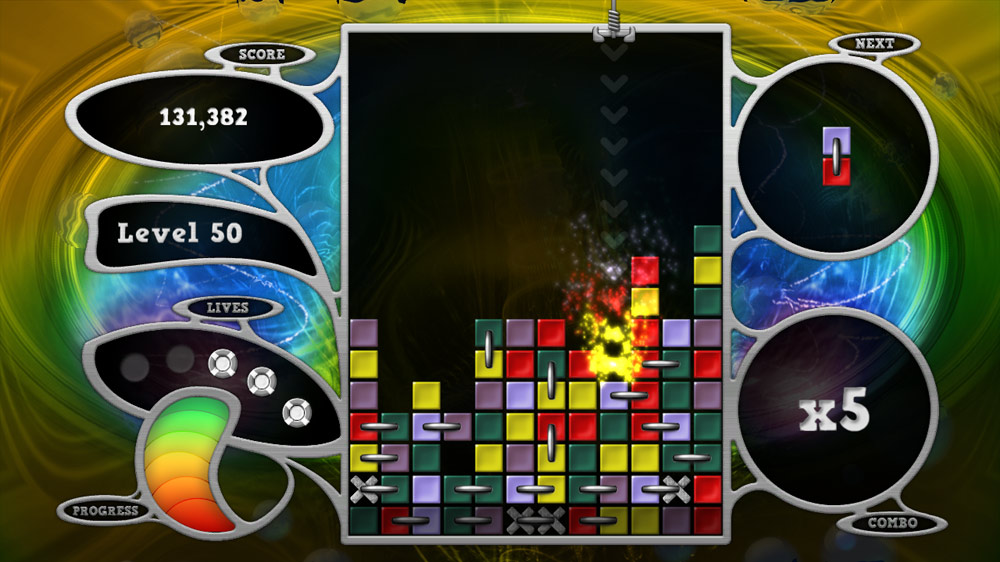 SCORE
131,382
Level 50
LIVES
PROGRESS
NEXT
x5
COMBO